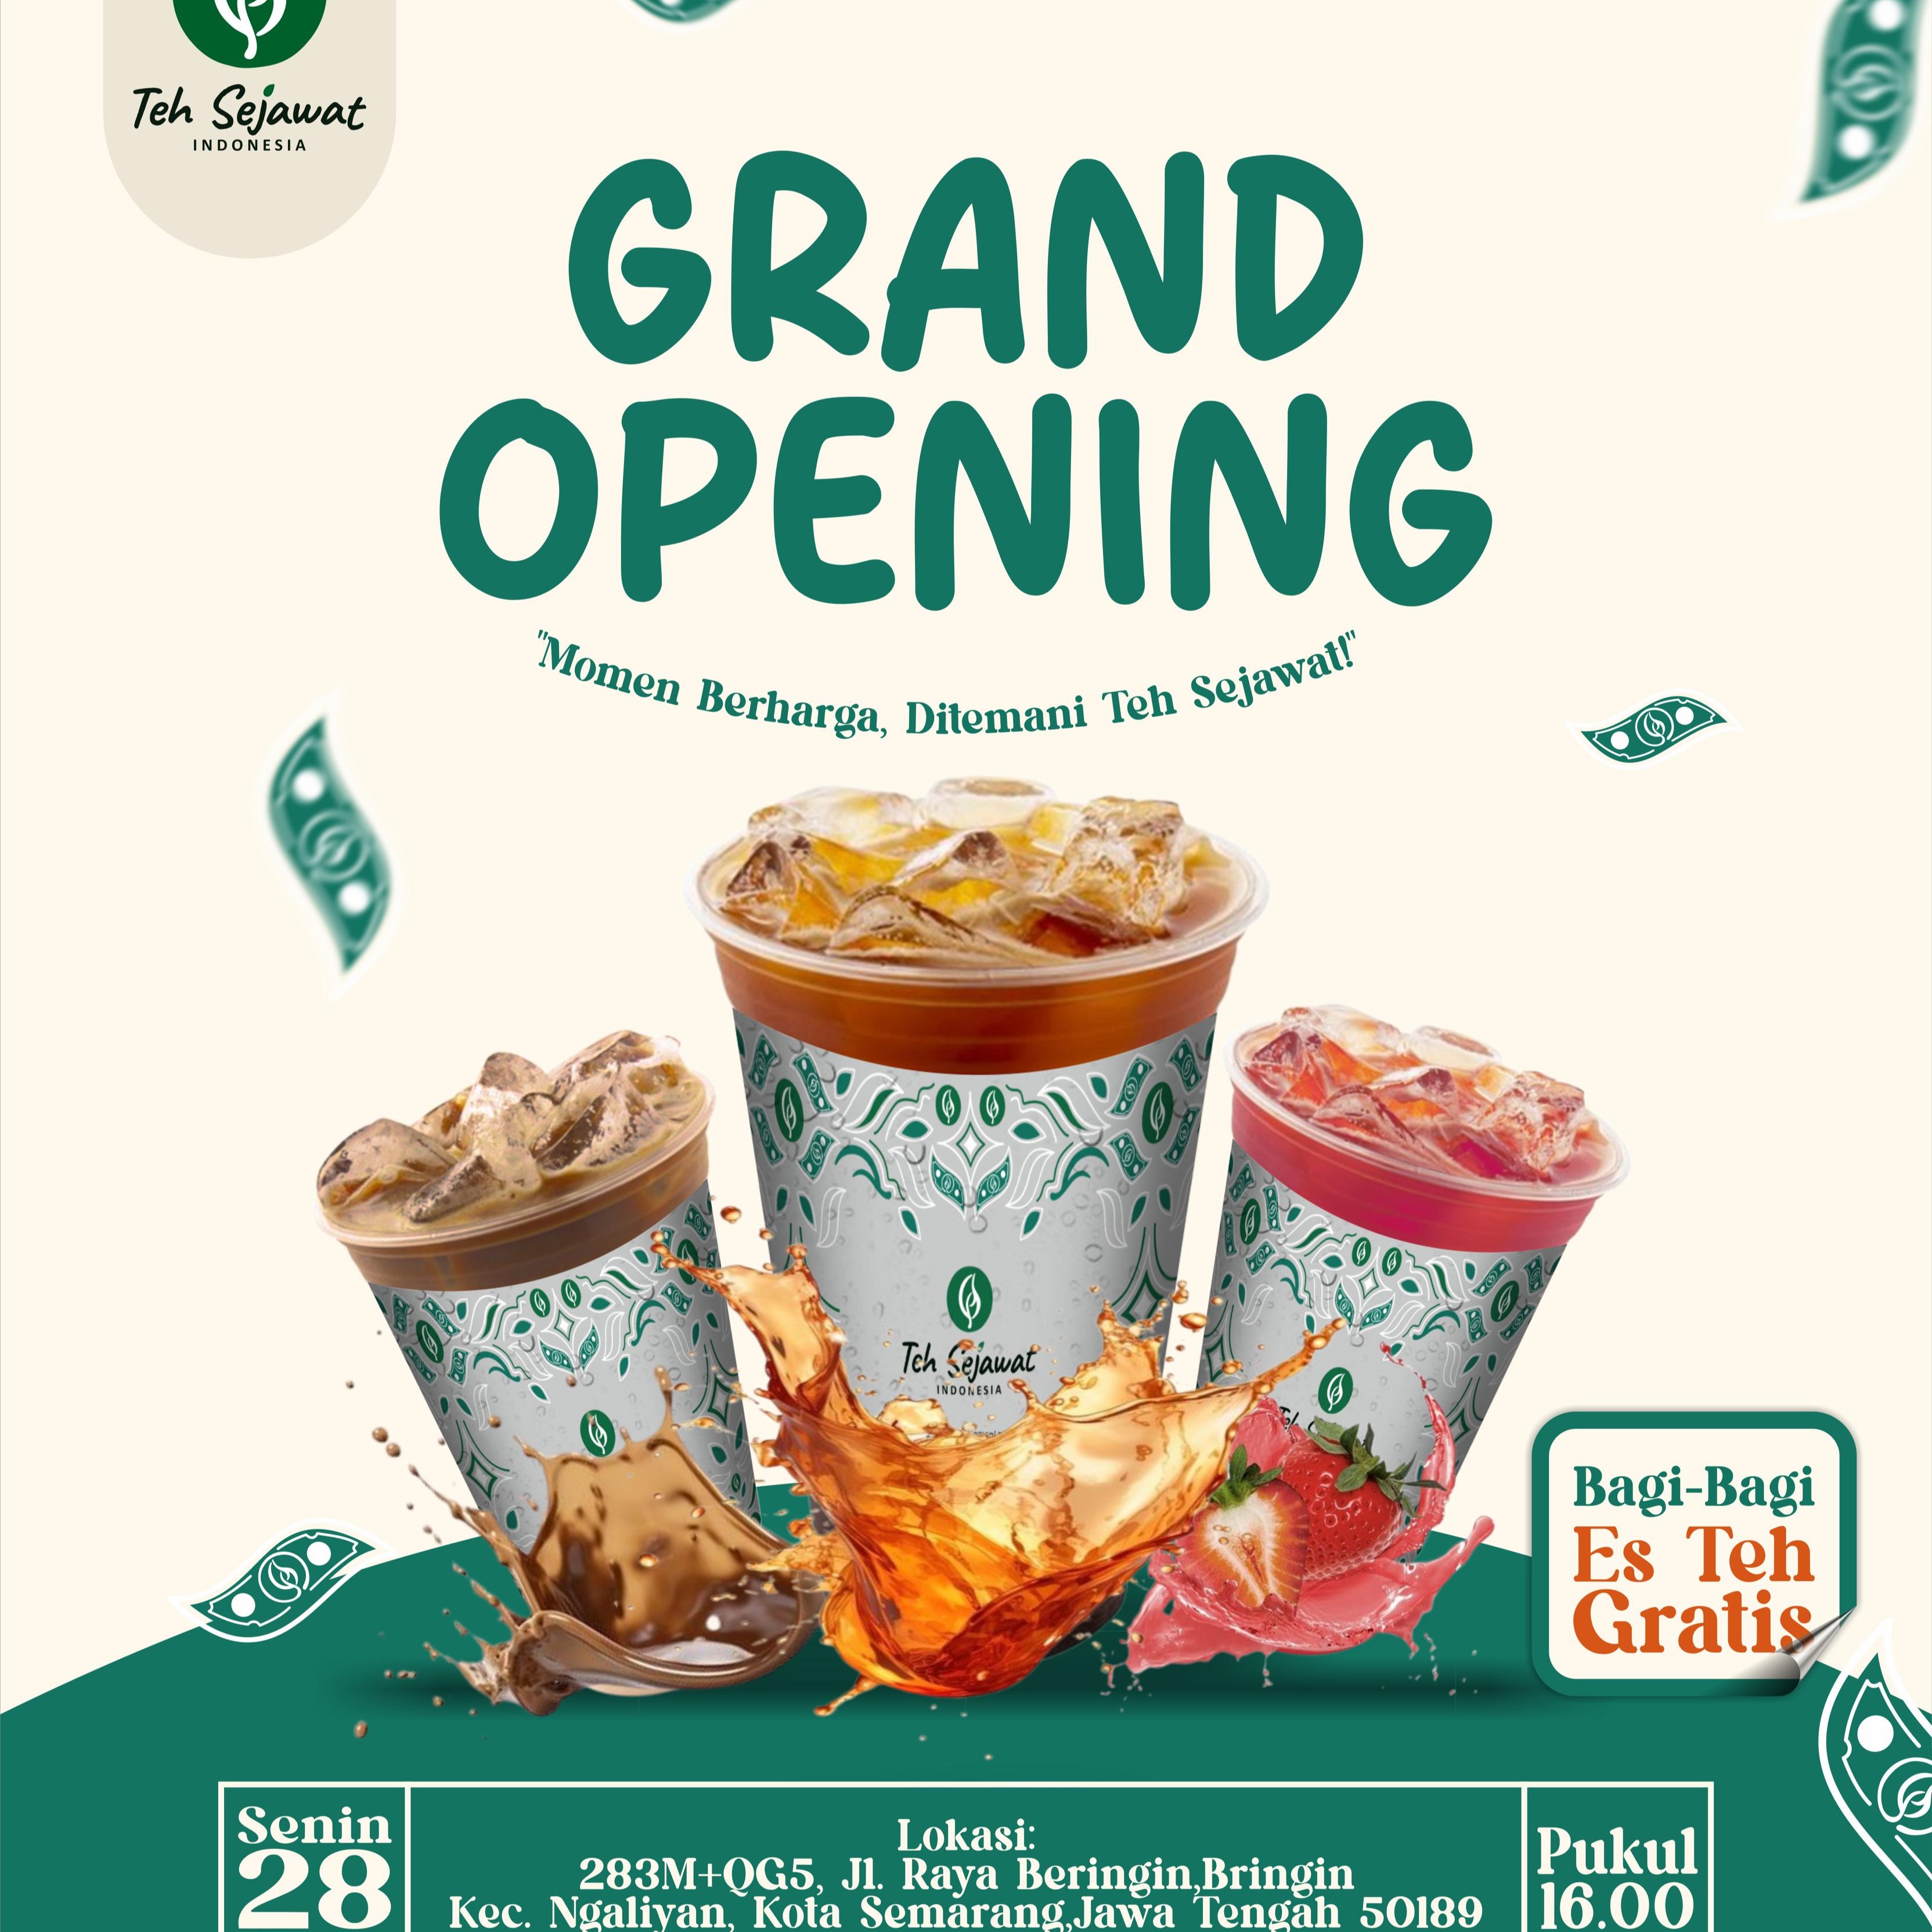 Teh Sejawat
INDONESIA
GRAND
OPENING
"Momen Berharga, Ditemani Teh Sejawat!"
Teh Sejawat
INDONESIA
Bagi-Bagi
Es Teh
Gratis
Senin
28
Lokasi:
283M+QG5, Jl. Raya Beringin,Bringin
Kec. Ngaliyan, Kota Semarang,Jawa Tengah 50189
Pukul
16.00